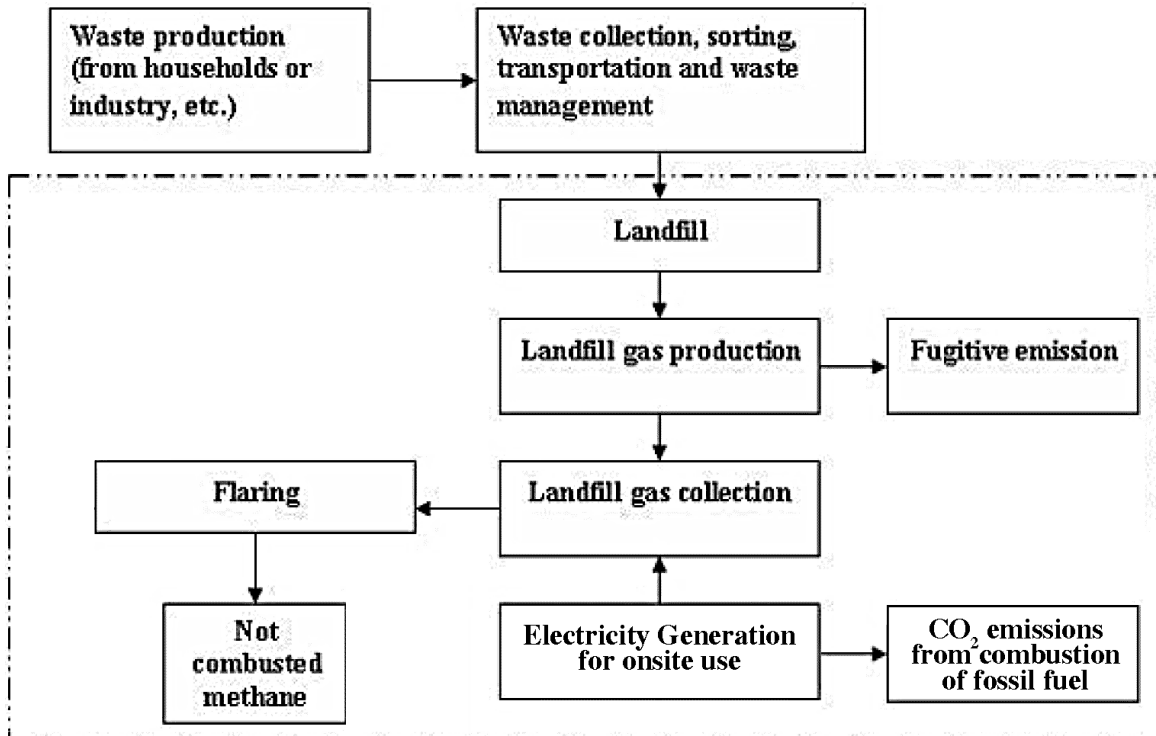 Waste production
(from households or
industry, etc.)
Waste collection, sorting,
transportation and waste
management
Landfill
Landfill gas production
Fugitive emission
Flaring
Landfill gas collection
Not
combusted
methane
Electricity Generation
for onsite use
CO₂ emissions
from combustion
of fossil fuel